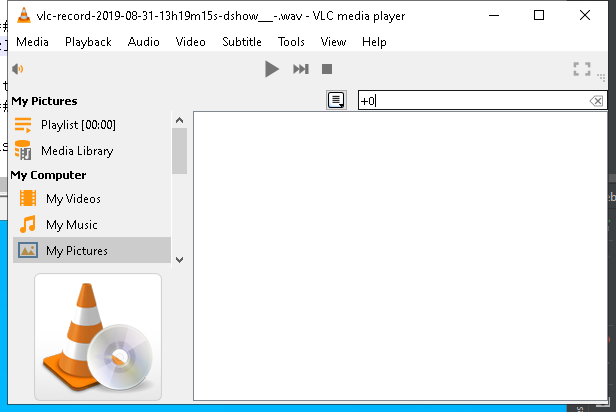 vlc-record-2019-08-31-13h19m15s-dshow__-.wav - VLC media player
Media Playback Audio Video Subtitle Tools View Help
+0
My Pictures
Playlist [00:00]
Media Library
My Computer
My Videos
My Music
My Pictures